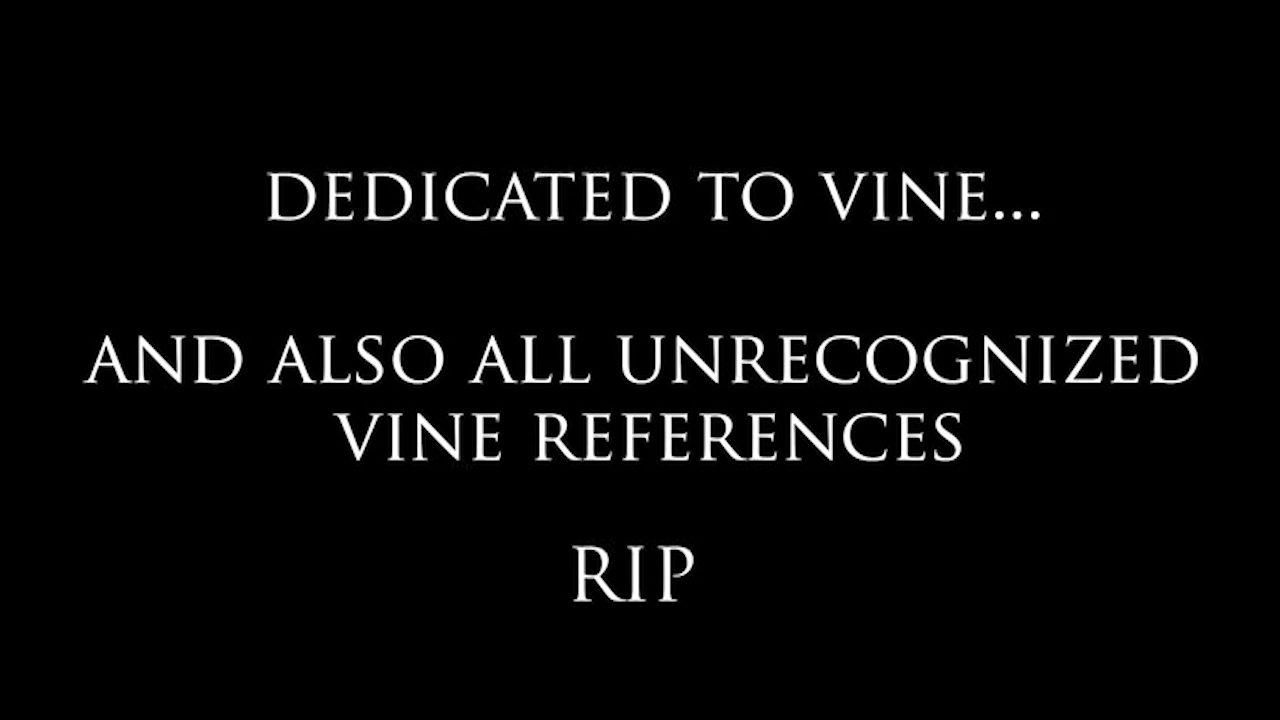 DEDICATED TO VINE...
AND ALSO ALL UNRECOGNIZED
VINE REFERENCES
RIP